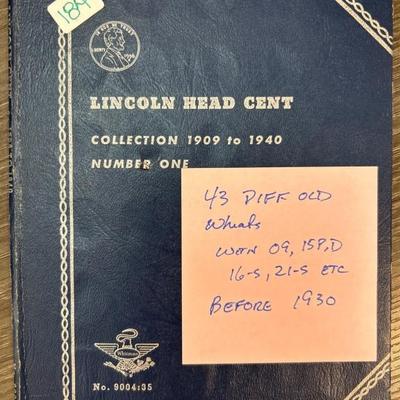 184
LINCOLN HEAD CENT
COLLECTION 1909 to 1940
NUMBER ONE
43 DIFF OLD
Wheats
WITH 09, 15P,D
16-S, 21-S ETC
BEFORE 1930
Whitman
No. 9004:35